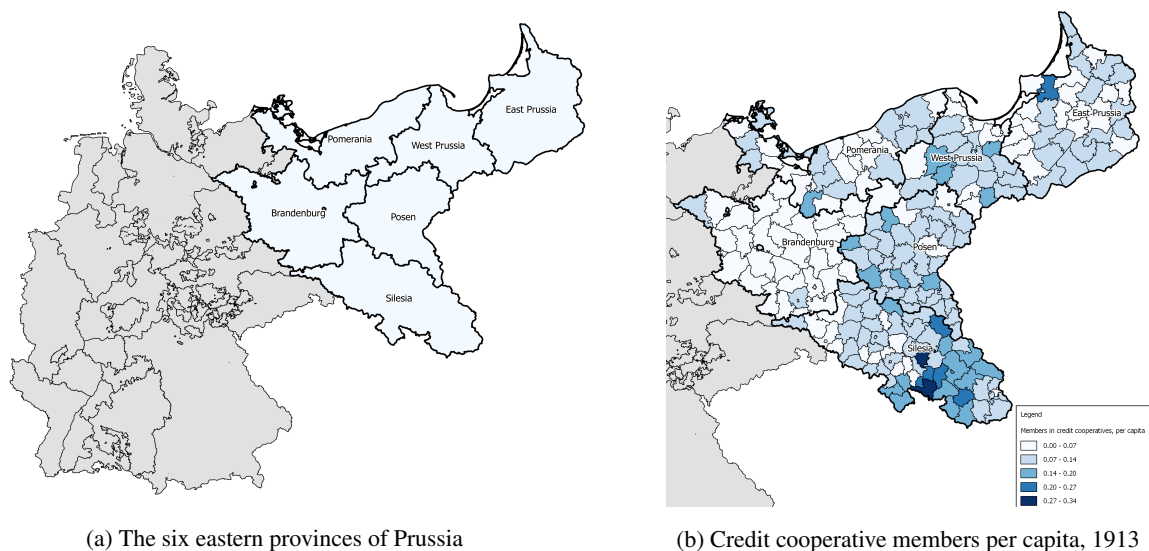 East Prussia
Pomerania
West Prussia
Brandenburg
Posen
Silesia
(a) The six eastern provinces of Prussia
East Prussia
Pomerania
West Prussia
Brandenburg
Posen
Silesia
Legend
Members in credit cooperatives, per capita
0.00 - 0.07
0.07 - 0.14
0.14 - 0.20
0.20 - 0.27
0.27 - 0.34
(b) Credit cooperative members per capita, 1913